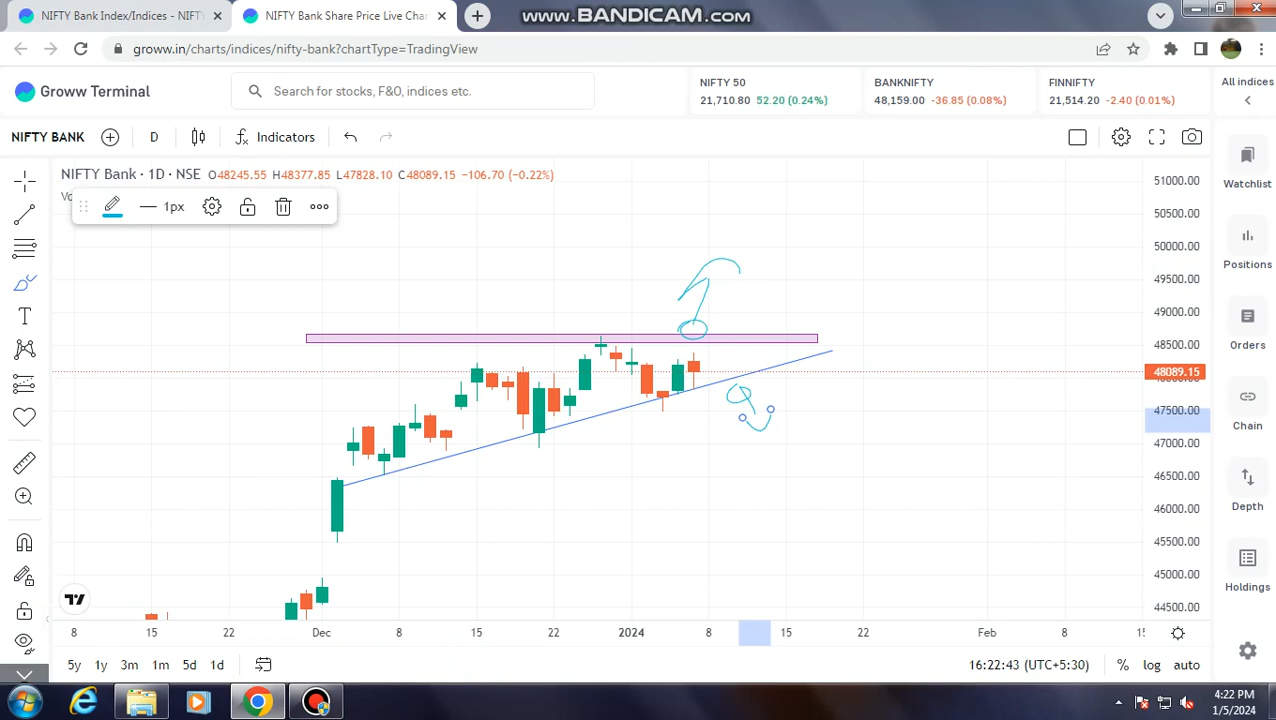 NIFTY Bank Index/Indices - NIFTY
NIFTY Bank Share Price Live Chart
www.BANDICAM.com
groww.in/charts/indices/nifty-bank?chartType=TradingView
Groww Terminal
Search for stocks, F&O, indices etc.
NIFTY 50
21,710.80 52.20 (0.24%)
BANKNIFTY
48,159.00 -36.85 (0.08%)
FINNIFTY
21,514.20 -2.40 (0.01%)
All indices
NIFTY BANK
D
Indicators
NIFTY Bank · 1D · NSE O48245.55 H48377.85 L47828.10 C48089.15 -106.70 (-0.22%)
1px
51000.00
50500.00
50000.00
49500.00
49000.00
48500.00
48089.15
47500.00
47000.00
46500.00
46000.00
45500.00
45000.00
44500.00
Watchlist
Positions
Orders
Chain
Depth
Holdings
8 15 22 Dec 8 15 22 2024 8 15 22 Feb 8
5y 1y 3m 1m 5d 1d
16:22:43 (UTC+5:30) % log auto
4:22 PM
1/5/2024